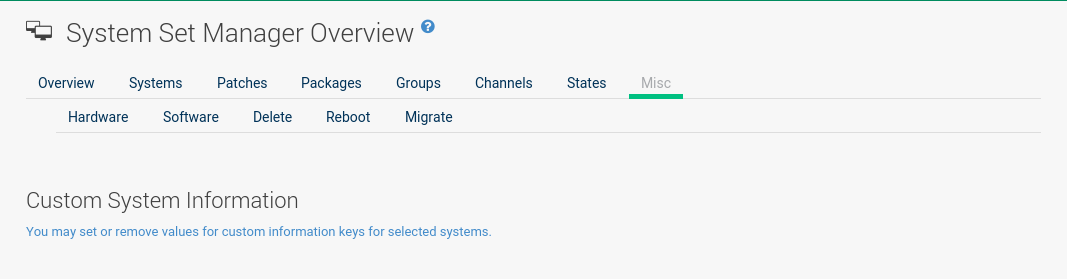 System Set Manager Overview ?
Overview Systems Patches Packages Groups Channels States Misc
Hardware Software Delete Reboot Migrate
Custom System Information
You may set or remove values for custom information keys for selected systems.